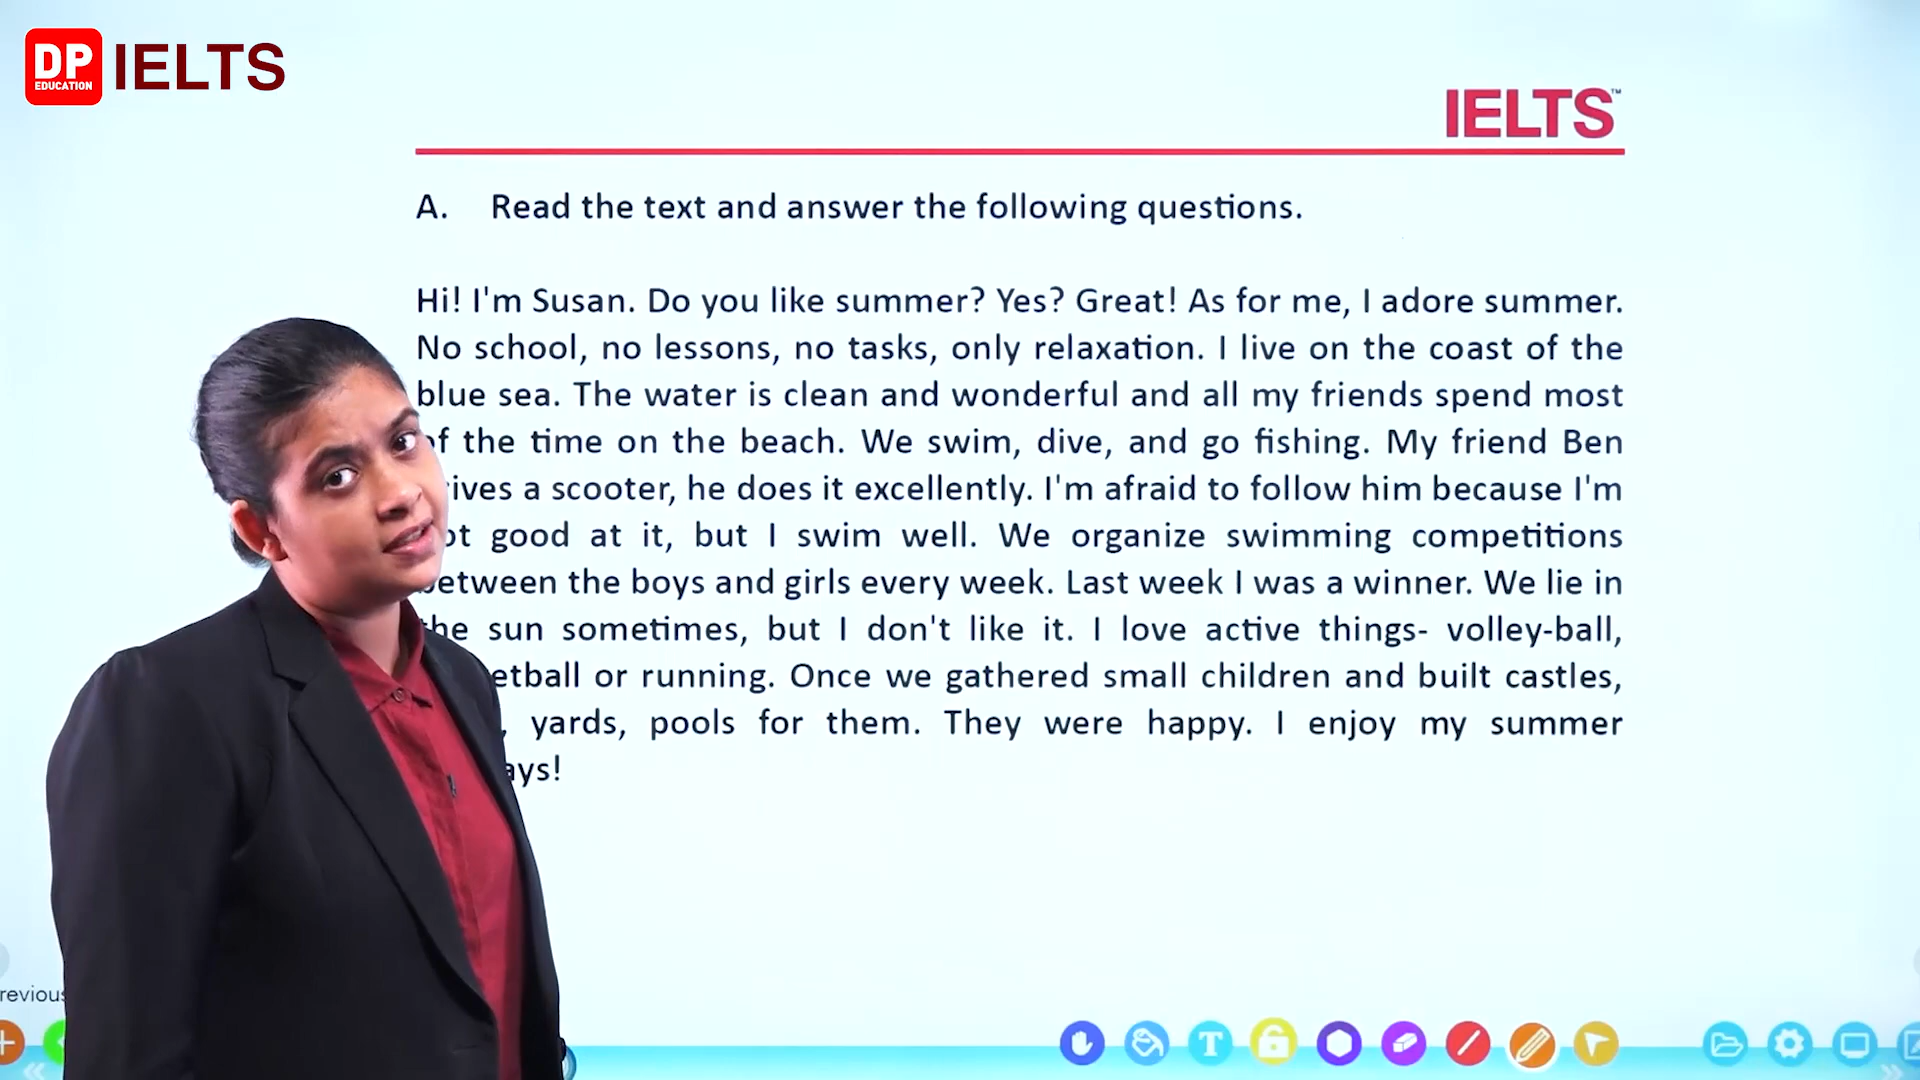 DP
EDUCATION
IELTS
IELTS™
A. Read the text and answer the following questions.
Hi! I'm Susan. Do you like summer? Yes? Great! As for me, I adore summer.
No school, no lessons, no tasks, only relaxation. I live on the coast of the
blue sea. The water is clean and wonderful and all my friends spend most
of the time on the beach. We swim, dive, and go fishing. My friend Ben
a scooter, he does it excellently. I'm afraid to follow him because I'm
good at it, but I swim well. We organize swimming competitions
between the boys and girls every week. Last week I was a winner. We lie in
the sun sometimes, but I don't like it. I love active things- volley-ball,
or running. Once we gathered small children and built castles,
yards, pools for them. They were happy. I enjoy my summer
T